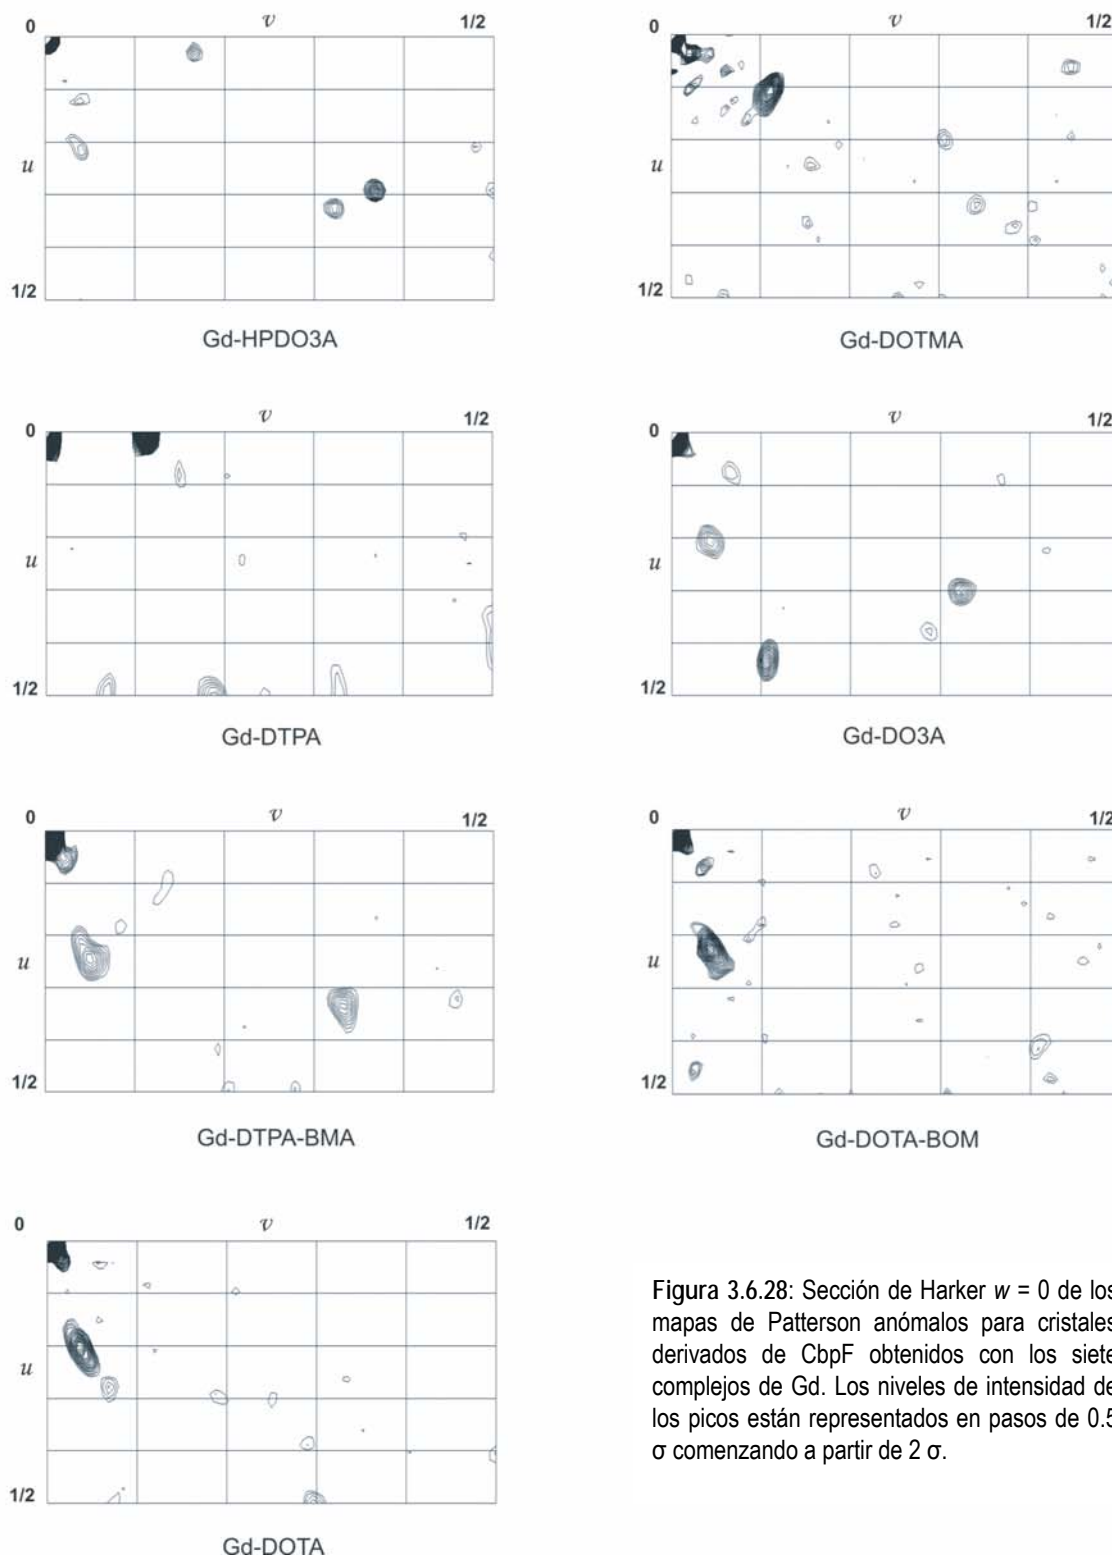 0 v 1/2
u
1/2
Gd-HPDO3A
0 v 1/2
u
1/2
Gd-DOTMA
0 v 1/2
u
1/2
Gd-DTPA
0 v 1/2
u
1/2
Gd-DO3A
0 v 1/2
u
1/2
Gd-DTPA-BMA
0 v 1/2
u
1/2
Gd-DOTA-BOM
0 v 1/2
u
1/2
Gd-DOTA
Figura 3.6.28: Sección de Harker w = 0 de los
mapas de Patterson anómalos para cristales
derivados de CbpF obtenidos con los siete
complejos de Gd. Los niveles de intensidad de
los picos están representados en pasos de 0.5
σ comenzando a partir de 2 σ.